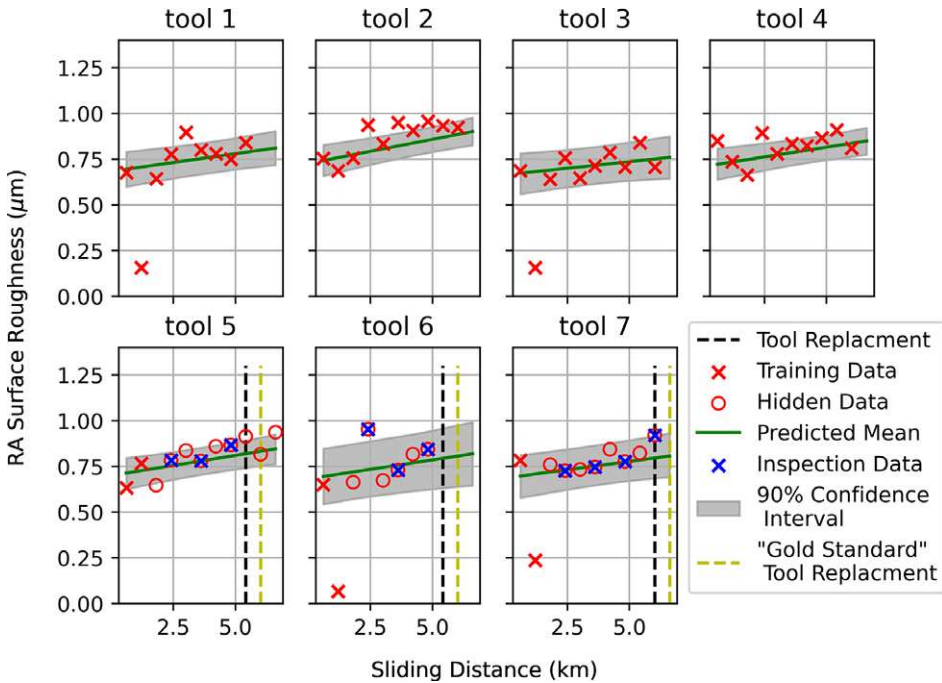 tool 1 tool 2 tool 3 tool 4
1.25
1.00
0.75
0.50
0.25
0.00
RA Surface Roughness (μm)
tool 5 tool 6 tool 7
1.25
1.00
0.75
0.50
0.25
0.00
2.5 5.0 2.5 5.0 2.5 5.0
Sliding Distance (km)
Tool Replacment
Training Data
Hidden Data
Predicted Mean
Inspection Data
90% Confidence
Interval
"Gold Standard"
Tool Replacment